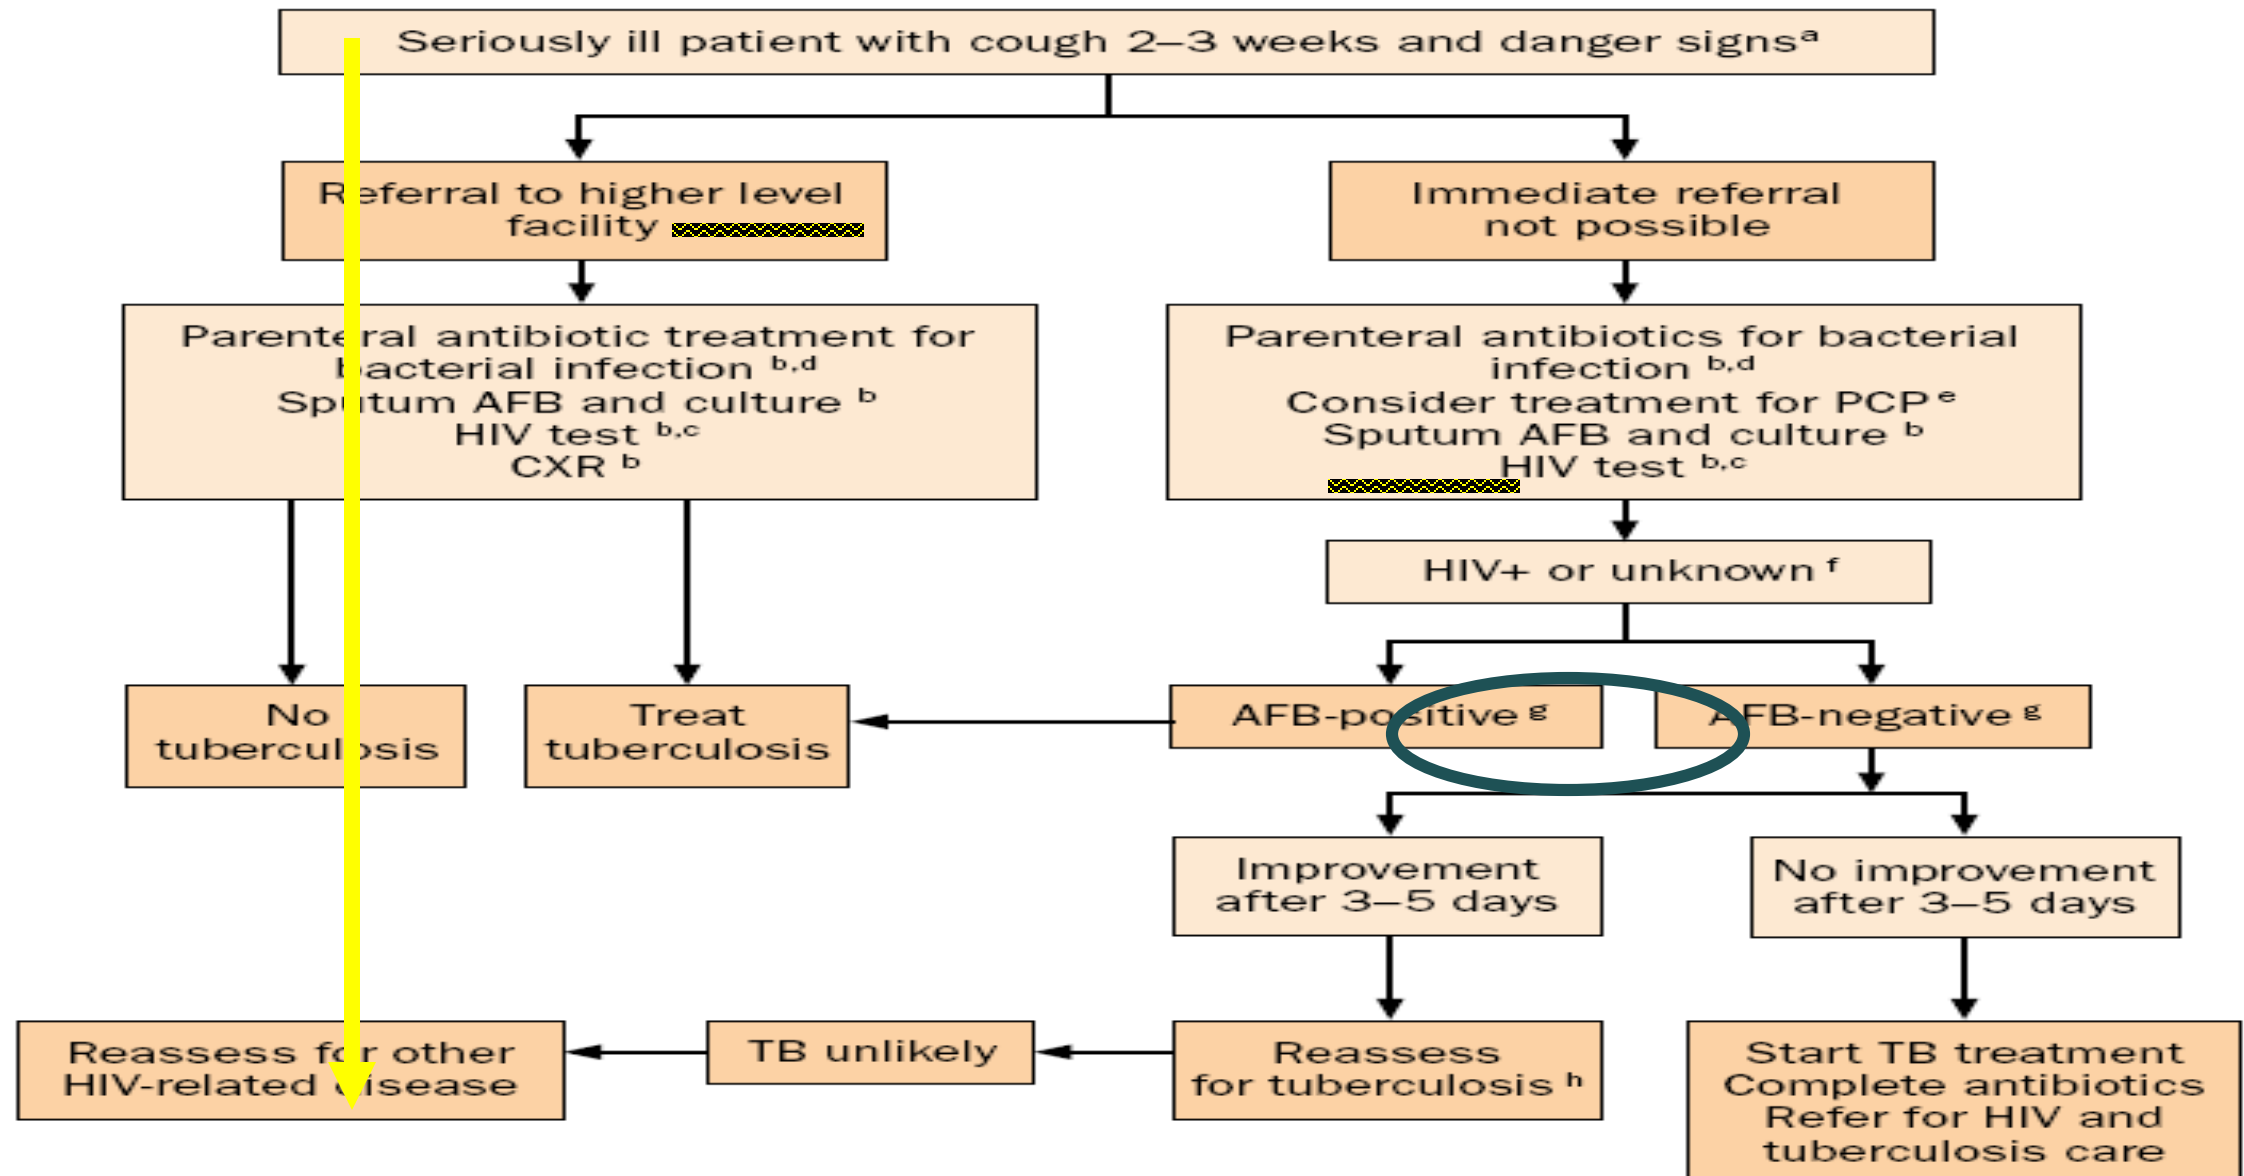 Seriously ill patient with cough 2–3 weeks and danger signs a
Referral to higher level
facility
Immediate referral
not possible
Parenteral antibiotic treatment for
bacterial infection b,d
Sputum AFB and culture b
HIV test b,c
CXR b
Parenteral antibiotics for bacterial
infection b,d
Consider treatment for PCP e
Sputum AFB and culture b
HIV test b,c
HIV+ or unknown f
No
tuberculosis
Treat
tuberculosis
AFB-positive g
AFB-negative g
Improvement
after 3–5 days
No improvement
after 3–5 days
Reassess for other
HIV-related disease
TB unlikely
Reassess
for tuberculosis h
Start TB treatment
Complete antibiotics
Refer for HIV and
tuberculosis care